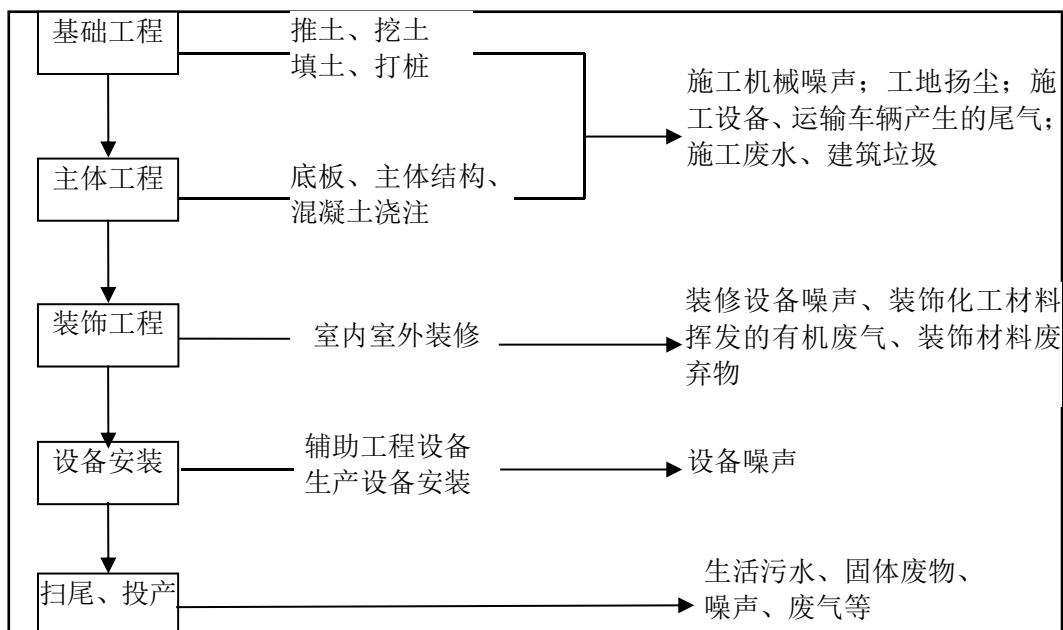 基础工程
推土、挖土
填土、打桩
施工机械噪声；工地扬尘；施
工设备、运输车辆产生的尾气；
施工废水、建筑垃圾
主体工程
底板、主体结构、
混凝土浇注
装饰工程
室内室外装修
装修设备噪声、装饰化工材料
挥发的有机废气、装饰材料废
弃物
设备安装
辅助工程设备
生产设备安装
设备噪声
扫尾、投产
生活污水、固体废物、
噪声、废气等